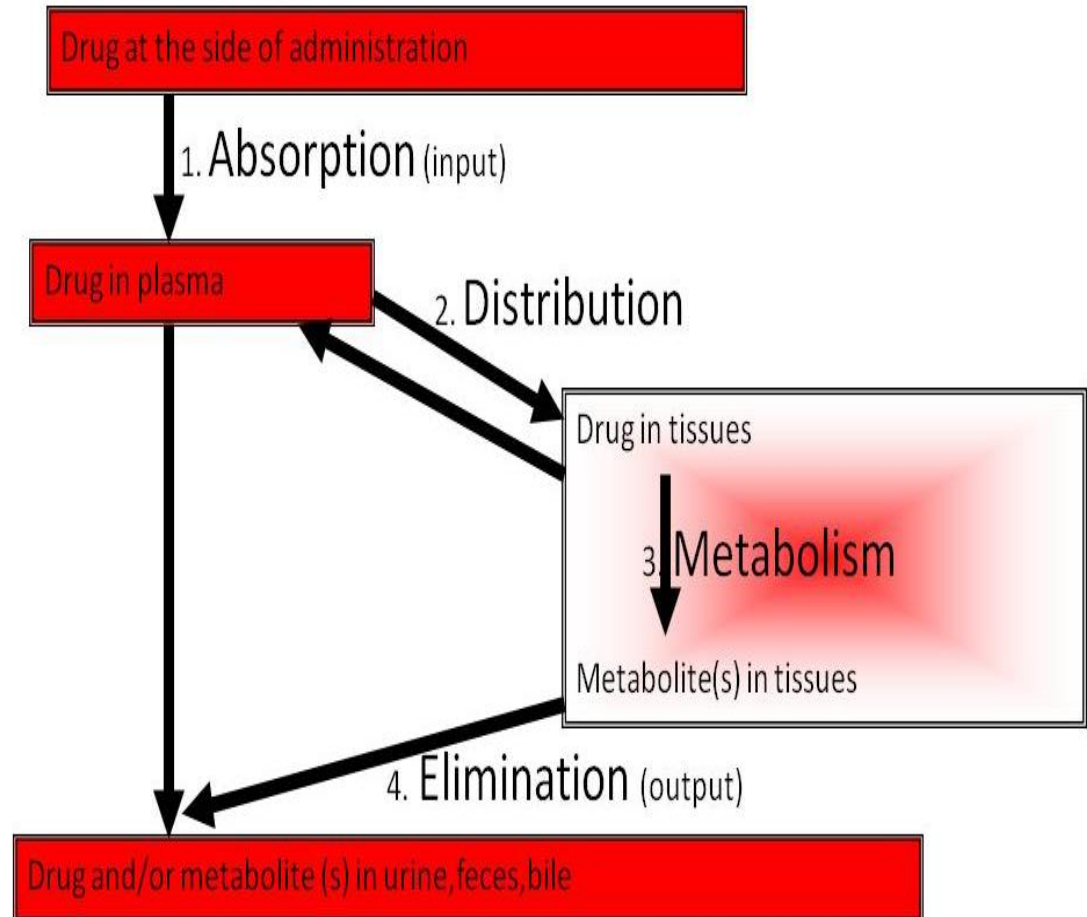 Drug at the side of administration
1. Absorption (input)
Drug in plasma
2. Distribution
Drug in tissues
3. Metabolism
Metabolite(s) in tissues
4. Elimination (output)
Drug and/or metabolite (s) in urine,feces,bile